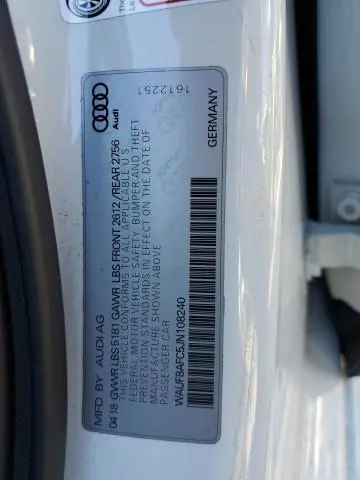 MFD. BY AUDI AG
04.18 GVWR LBS 5181 GAWR LBS FRONT 2612 / REAR 2756
THIS VEHICLE CONFORMS TO ALL APPLICABLE U.S.
FEDERAL MOTOR VEHICLE SAFETY, BUMPER AND THEFT
PREVENTION STANDARDS IN EFFECT ON THE DATE OF
MANUFACTURE SHOWN ABOVE
PASSENGER CAR
WAUF8AFC5JN108240
GERMANY
Audi
1612251